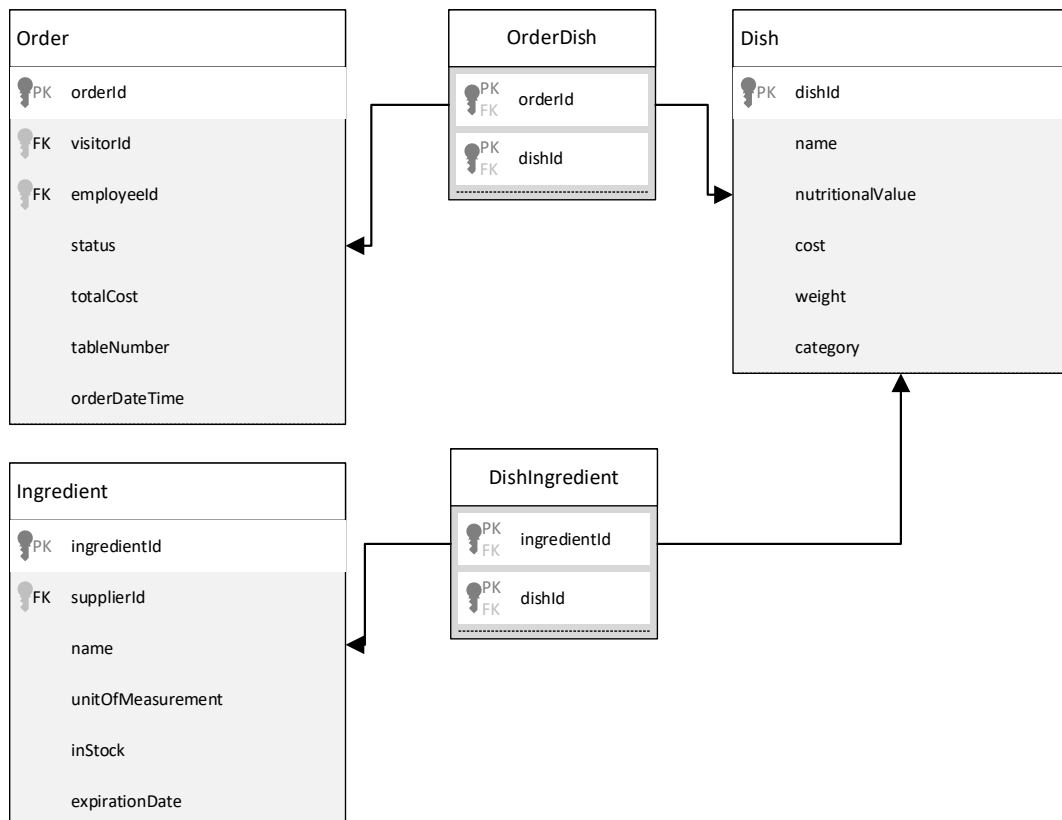 Order
PK orderId
FK visitorId
FK employeeId
status
totalCost
tableNumber
orderDateTime
OrderDish
PK
FK
orderId
PK
FK
dishId
Dish
PK dishId
name
nutritionalValue
cost
weight
category
Ingredient
PK ingredientId
FK supplierId
name
unitOfMeasurement
inStock
expirationDate
DishIngredient
PK
FK
ingredientId
PK
FK
dishId